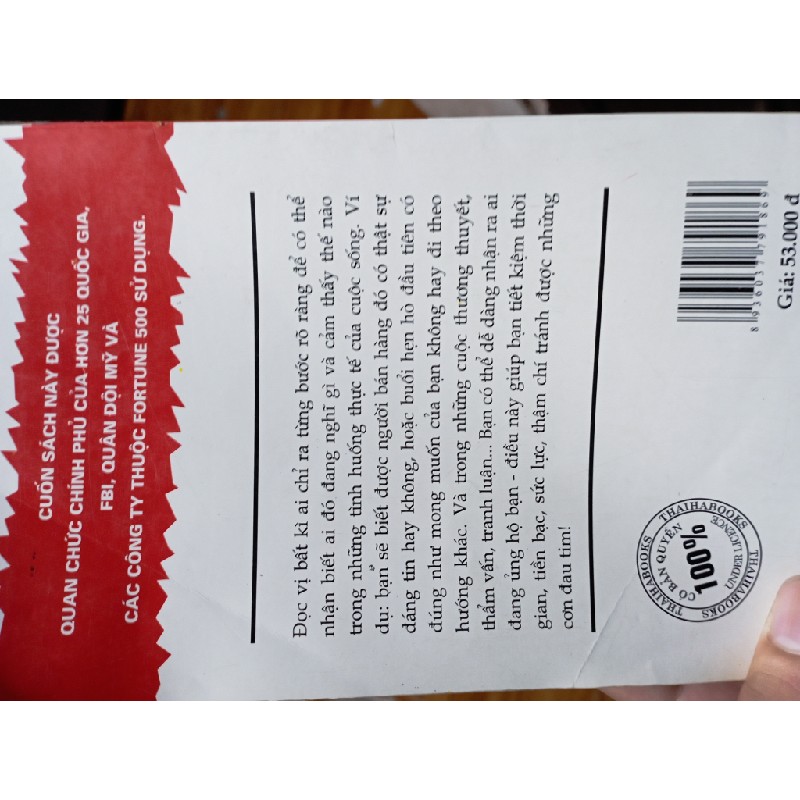 CUỐN SÁCH NÀY ĐƯỢC
QUAN CHỨC CHÍNH PHỦ CỦA HƠN 25 QUỐC GIA,
FBI, QUÂN ĐỘI MỸ VÀ
CÁC CÔNG TY THUỘC FORTUNE 500 SỬ DỤNG.
Đọc vị bất kì ai chỉ ra từng bước rõ ràng để có thể
nhận biết ai đó đang nghĩ gì và cảm thấy thế nào
trong những tình huống thực tế của cuộc sống. Ví
dụ: bạn sẽ biết được người bán hàng đó có thật sự
đáng tin hay không, hoặc buổi hẹn hò đầu tiên có
đúng như mong muốn của bạn không hay đi theo
hướng khác. Và trong những cuộc thương thuyết,
thẩm vấn, tranh luận... Bạn có thể dễ dàng nhận ra ai
đang ủng hộ bạn - điều này giúp bạn tiết kiệm thời
gian, tiền bạc, sức lực, thậm chí tránh được những
cơn đau tim!
THAIHABOOKS THAIHABOOKS THAIHABOOKS
CÓ BẢN QUYỀN
100%
UNDER LICENCE
8 936037 791869
Giá: 53.000 đ